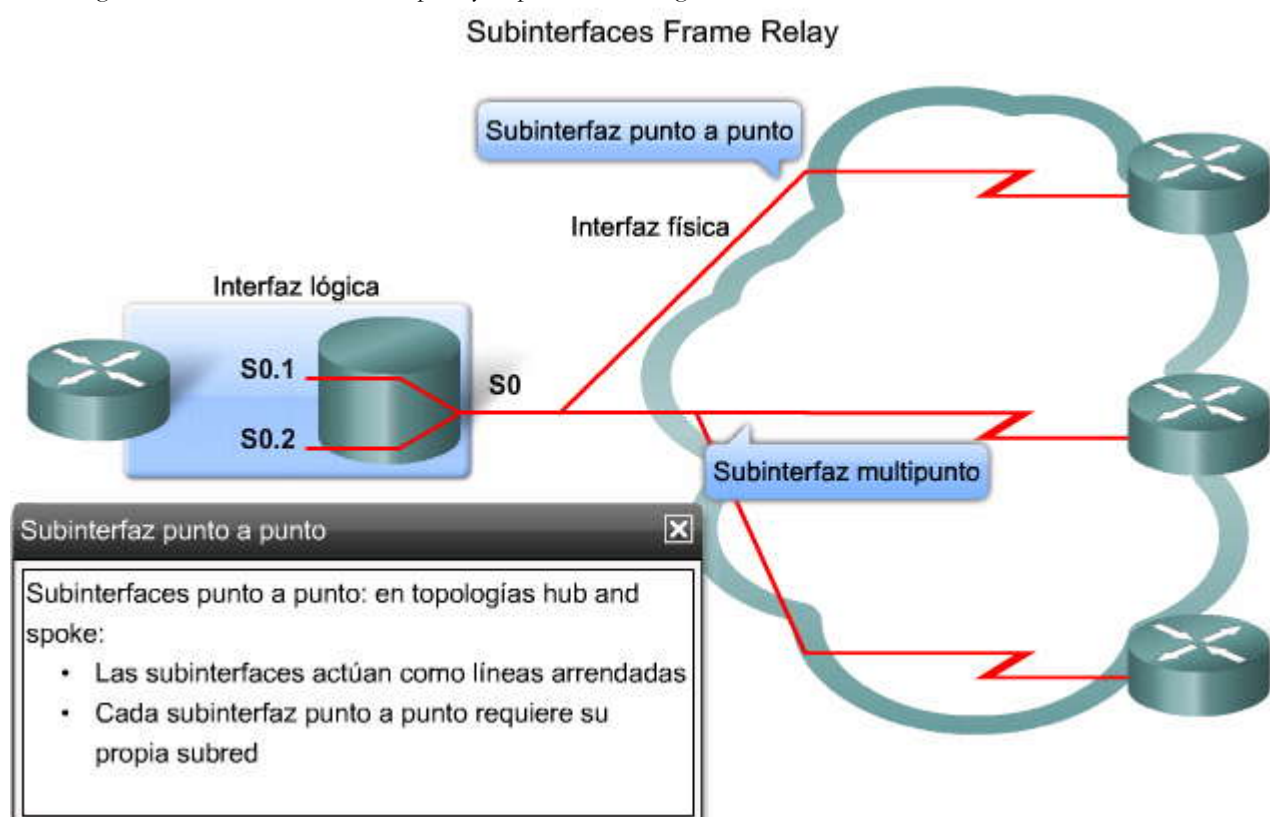 Subinterfaces Frame Relay
Subinterfaz punto a punto
Interfaz física
Interfaz lógica
S0.1
S0
S0.2
Subinterfaz multipunto
Subinterfaz punto a punto
Subinterfaces punto a punto: en topologías hub and
spoke:
• Las subinterfaces actúan como líneas arrendadas
• Cada subinterfaz punto a punto requiere su
propia subred